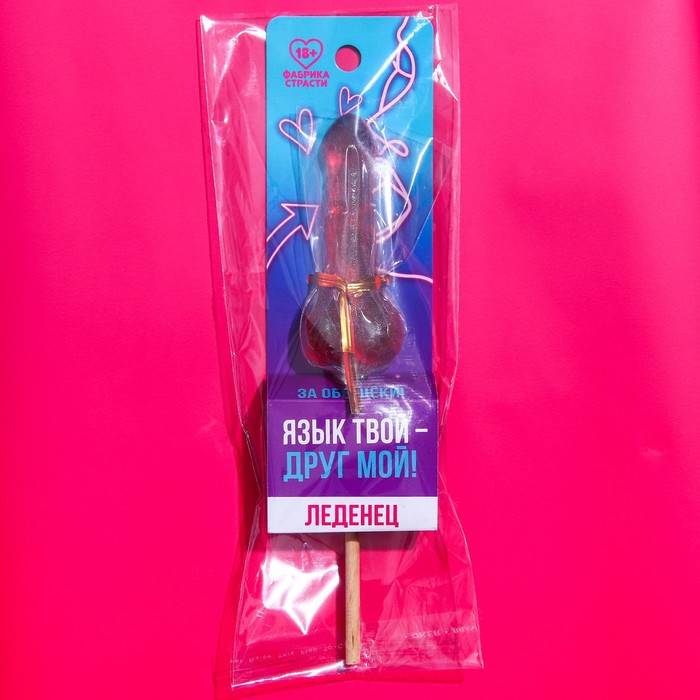 18+
ФАБРИКА
СТРАСТИ
ЯЗЫК ТВОЙ –
ДРУГ МОЙ!
ЛЕДЕНЕЦ